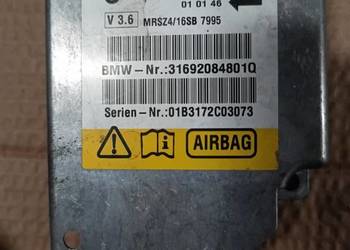 01 01 46
V 3.6 MRSZ4/16SB 7995
BMW-Nr.:31692084801Q
Serien-Nr.:01B3172C03073
AIRBAG